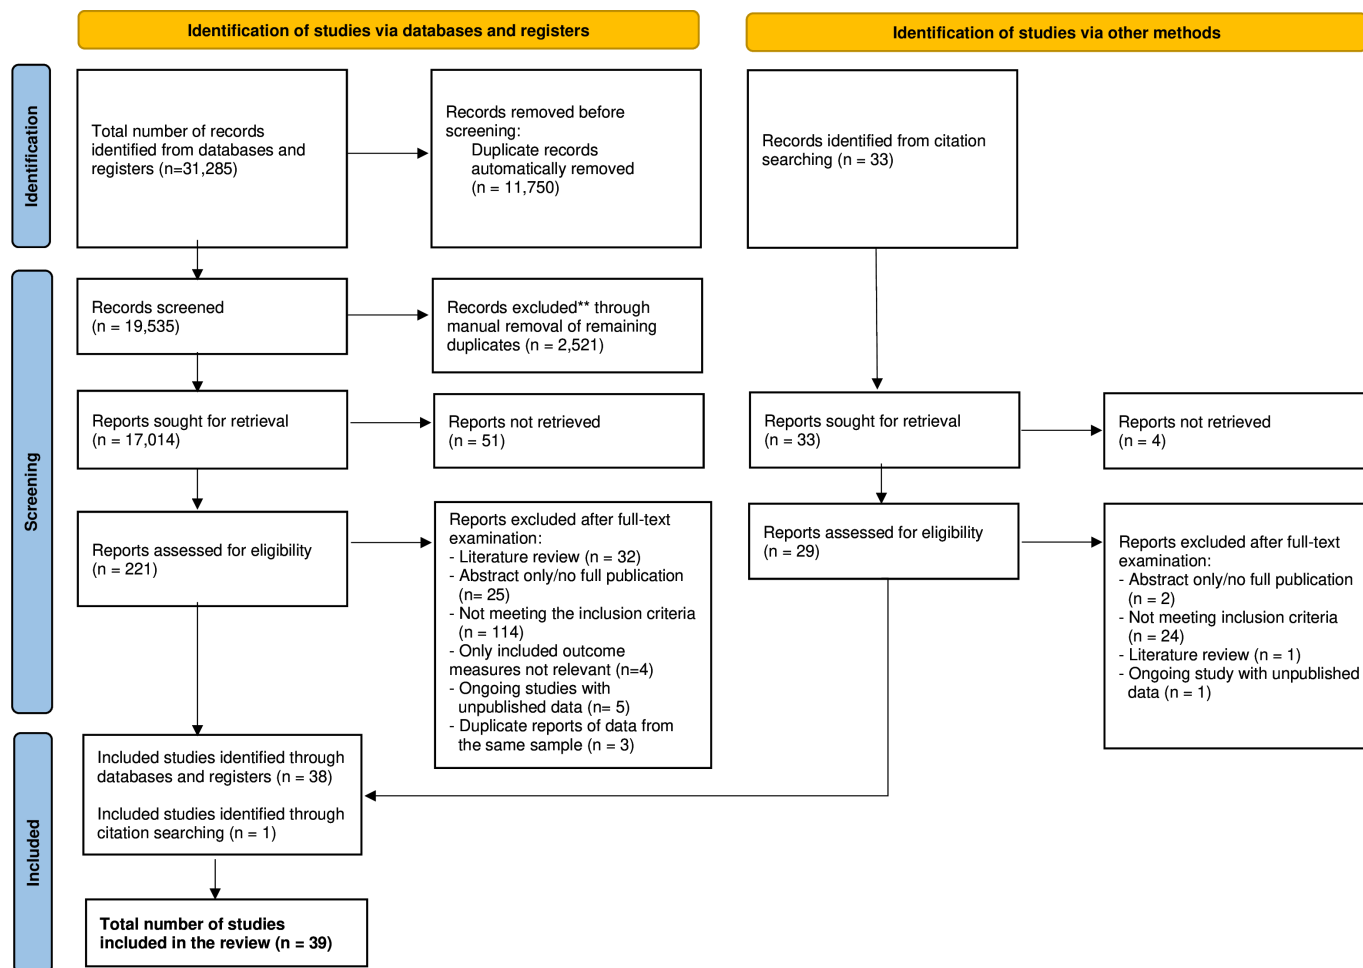 Identification of studies via databases and registers
Identification of studies via other methods
Identification
Total number of records
identified from databases and
registers (n=31,285)
Records removed before
screening:
Duplicate records
automatically removed
(n = 11,750)
Records identified from citation
searching (n = 33)
Screening
Records screened
(n = 19,535)
Records excluded** through
manual removal of remaining
duplicates (n = 2,521)
Reports sought for retrieval
(n = 17,014)
Reports not retrieved
(n = 51)
Reports sought for retrieval
(n = 33)
Reports not retrieved
(n = 4)
Reports assessed for eligibility
(n = 221)
Reports excluded after full-text
examination:
- Literature review (n = 32)
- Abstract only/no full publication
(n= 25)
- Not meeting the inclusion criteria
(n = 114)
- Only included outcome
measures not relevant (n=4)
- Ongoing studies with
unpublished data (n= 5)
- Duplicate reports of data from
the same sample (n = 3)
Reports assessed for eligibility
(n = 29)
Reports excluded after full-text
examination:
- Abstract only/no full publication
(n = 2)
- Not meeting inclusion criteria
(n = 24)
- Literature review (n = 1)
- Ongoing study with unpublished
data (n = 1)
Included
Included studies identified through
databases and registers (n = 38)
Included studies identified through
citation searching (n = 1)
Total number of studies
included in the review (n = 39)